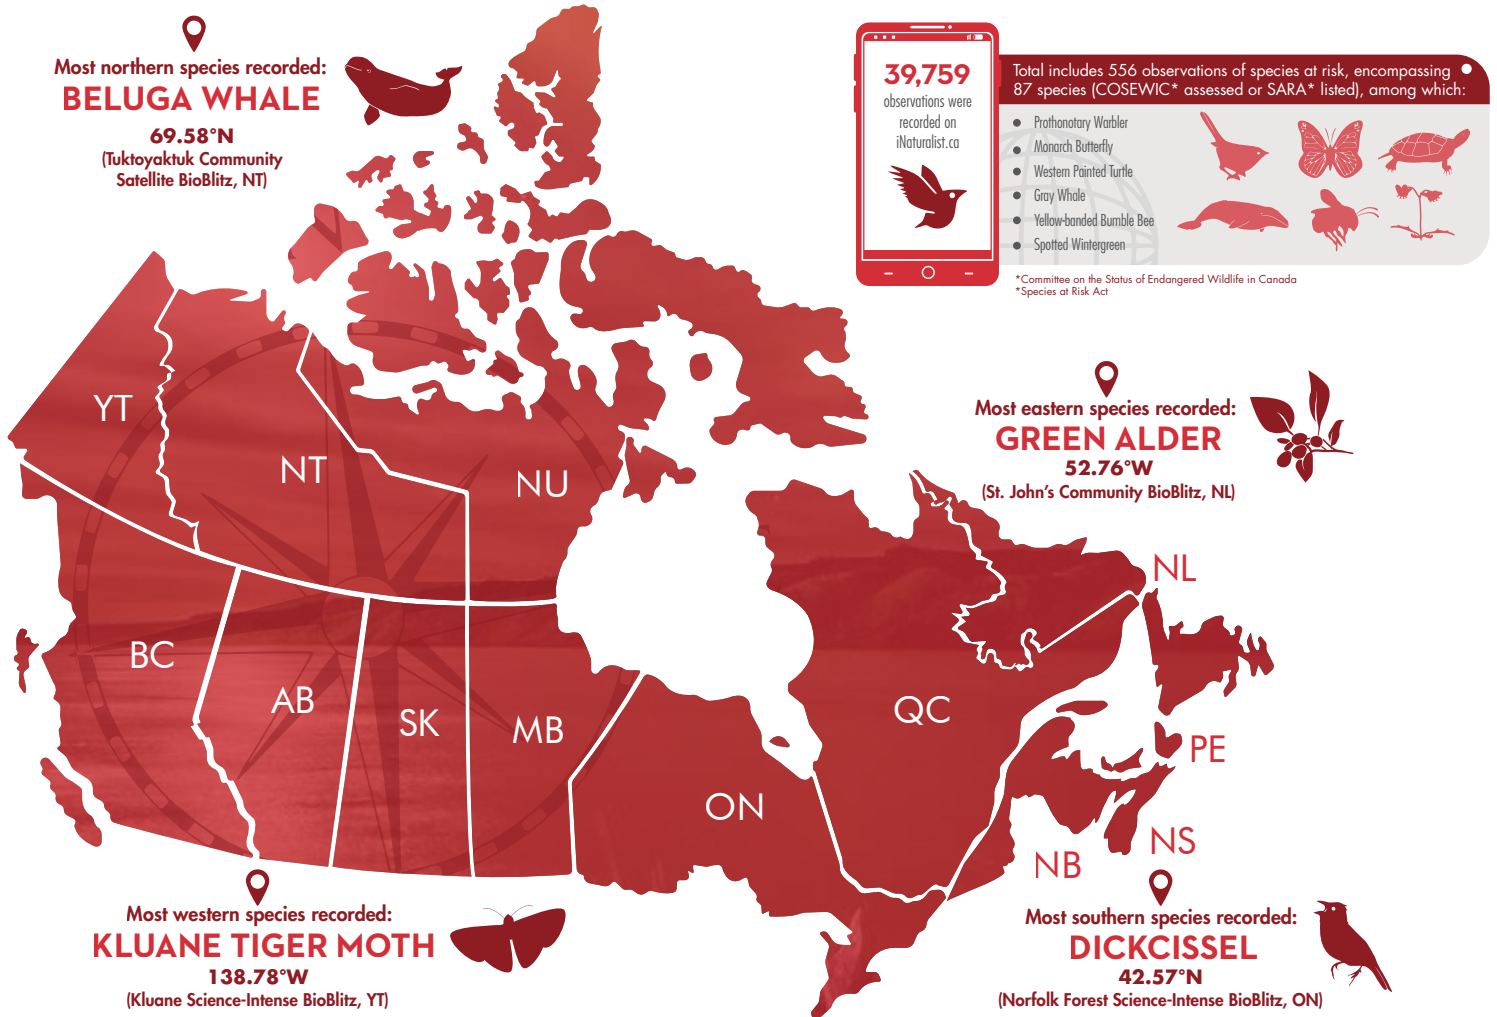 Most northern species recorded:
BELUGA WHALE
69.58°N
(Tuktoyaktuk Community
Satellite BioBlitz, NT)
39,759
observations were
recorded on
iNaturalist.ca
Total includes 556 observations of species at risk, encompassing
87 species (COSEWIC* assessed or SARA* listed), among which:
● Prothonotary Warbler
● Monarch Butterfly
● Western Painted Turtle
● Gray Whale
● Yellow-banded Bumble Bee
● Spotted Wintergreen
*Committee on the Status of Endangered Wildlife in Canada
*Species at Risk Act
Most eastern species recorded:
GREEN ALDER
52.76°W
(St. John's Community BioBlitz, NL)
YT
NT
NU
NL
BC
AB
SK
MB
QC
PE
ON
NS
NB
Most western species recorded:
KLUANE TIGER MOTH
138.78°W
(Kluane Science-Intense BioBlitz, YT)
Most southern species recorded:
DICKCISSEL
42.57°N
(Norfolk Forest Science-Intense BioBlitz, ON)